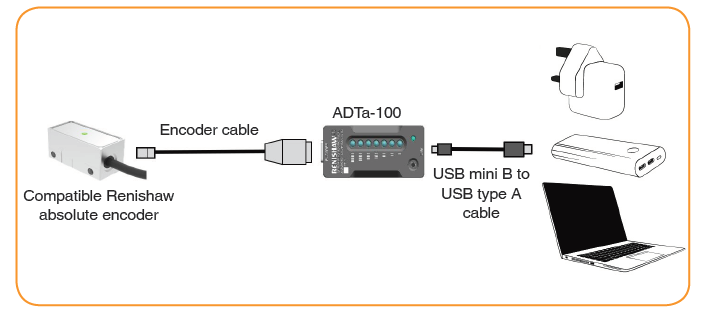 ADTa-100
Encoder cable
RENISHAW
Compatible Renishaw
absolute encoder
USB mini B to
USB type A
cable